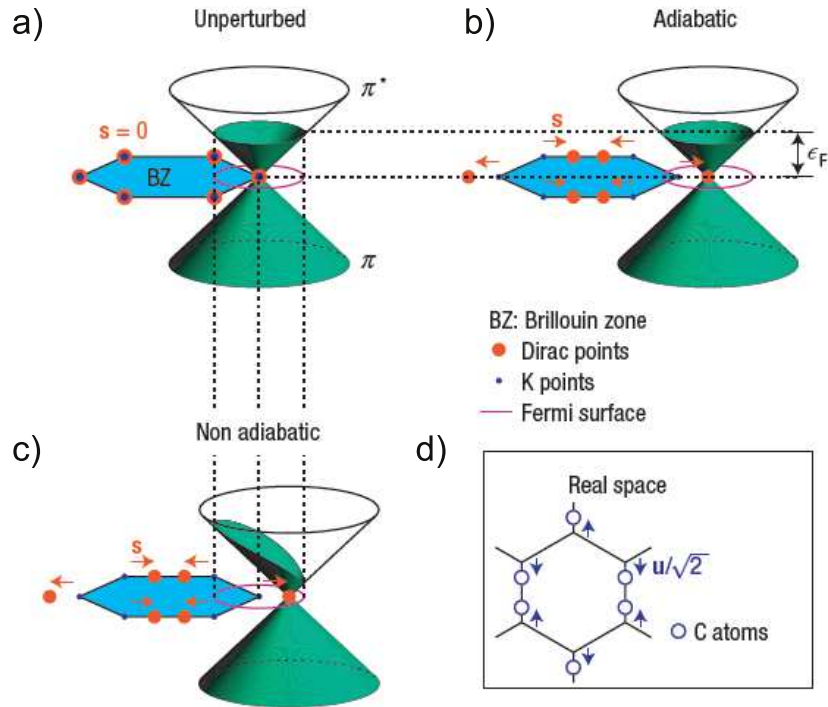 a)
Unperturbed
π*
s = 0
BZ
π
b)
Adiabatic
s
ϵF
BZ: Brillouin zone
Dirac points
K points
Fermi surface
c)
Non adiabatic
s
d)
Real space
u/√2
C atoms